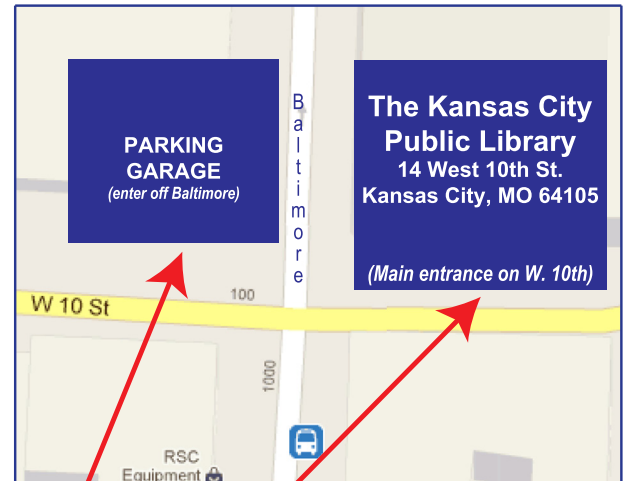 PARKING
GARAGE
(enter off Baltimore)
Baltimore
The Kansas City
Public Library
14 West 10th St.
Kansas City, MO 64105
(Main entrance on W. 10th)
W 10 St
100
1000
RSC
Equipment